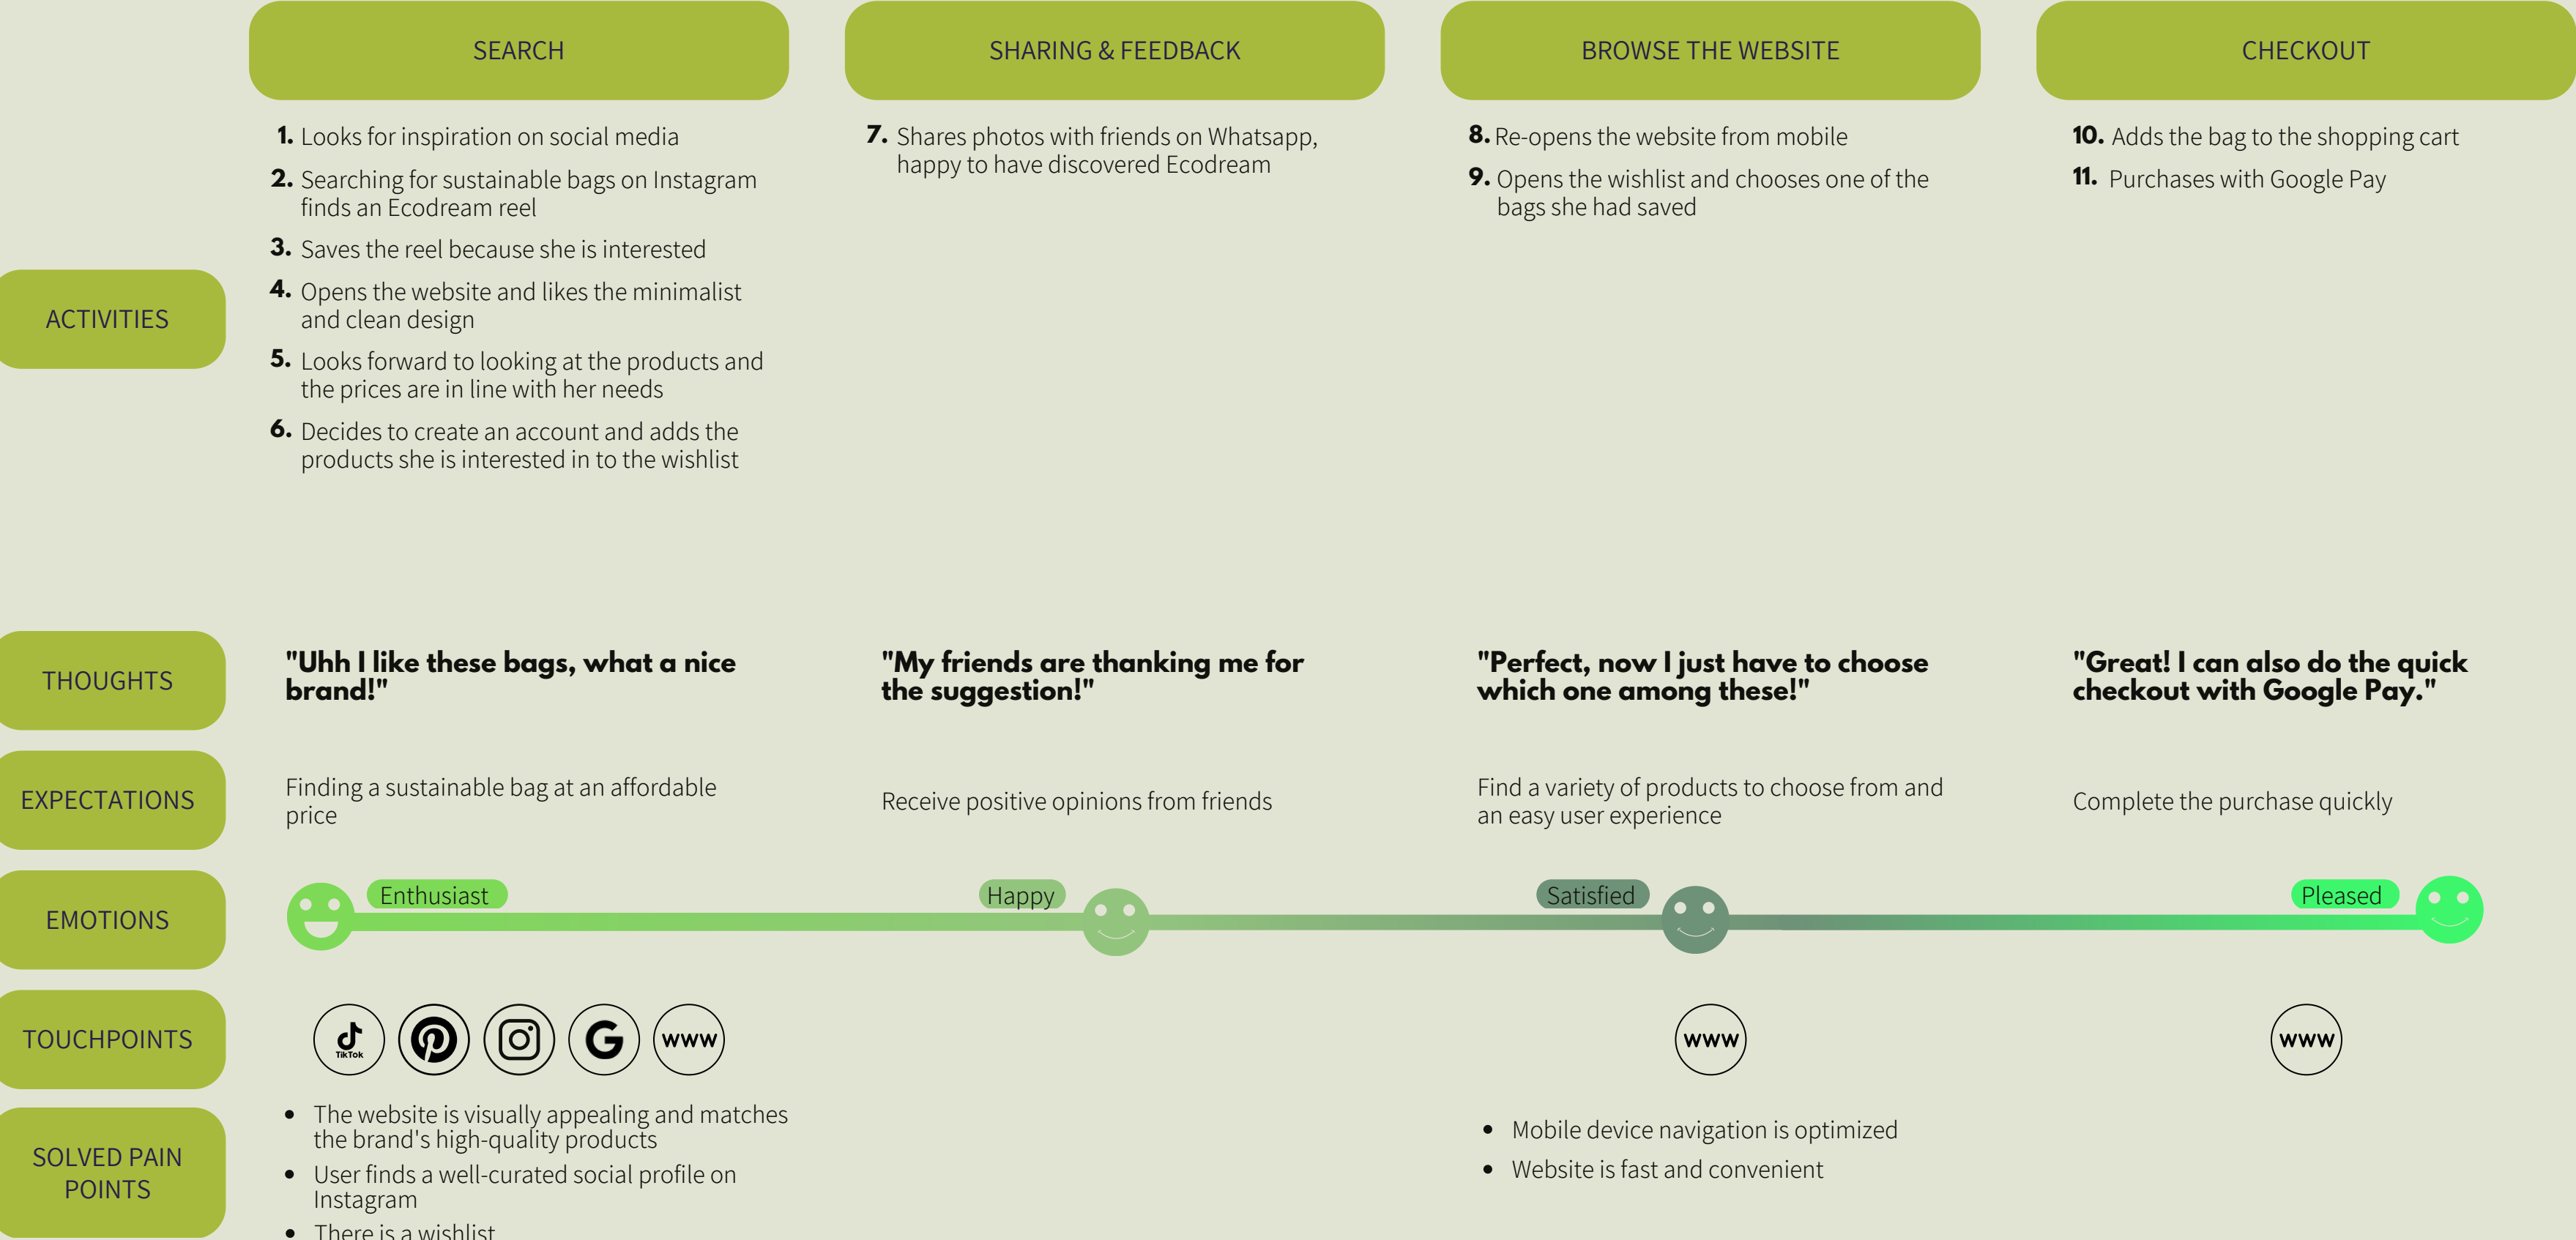 SEARCH
SHARING & FEEDBACK
BROWSE THE WEBSITE
CHECKOUT
ACTIVITIES
1. Looks for inspiration on social media
2. Searching for sustainable bags on Instagram
finds an Ecodream reel
3. Saves the reel because she is interested
4. Opens the website and likes the minimalist
and clean design
5. Looks forward to looking at the products and
the prices are in line with her needs
6. Decides to create an account and adds the
products she is interested in to the wishlist
7. Shares photos with friends on Whatsapp,
happy to have discovered Ecodream
8. Re-opens the website from mobile
9. Opens the wishlist and chooses one of the
bags she had saved
10. Adds the bag to the shopping cart
11. Purchases with Google Pay
THOUGHTS
"Uhh I like these bags, what a nice
brand!"
"My friends are thanking me for
the suggestion!"
"Perfect, now I just have to choose
which one among these!"
"Great! I can also do the quick
checkout with Google Pay."
EXPECTATIONS
Finding a sustainable bag at an affordable
price
Receive positive opinions from friends
Find a variety of products to choose from and
an easy user experience
Complete the purchase quickly
EMOTIONS
Enthusiast
Happy
Satisfied
Pleased
TOUCHPOINTS
TikTok
G
www
www
www
SOLVED PAIN
POINTS
• The website is visually appealing and matches
the brand's high-quality products
• User finds a well-curated social profile on
Instagram
• There is a wishlist
• Mobile device navigation is optimized
• Website is fast and convenient